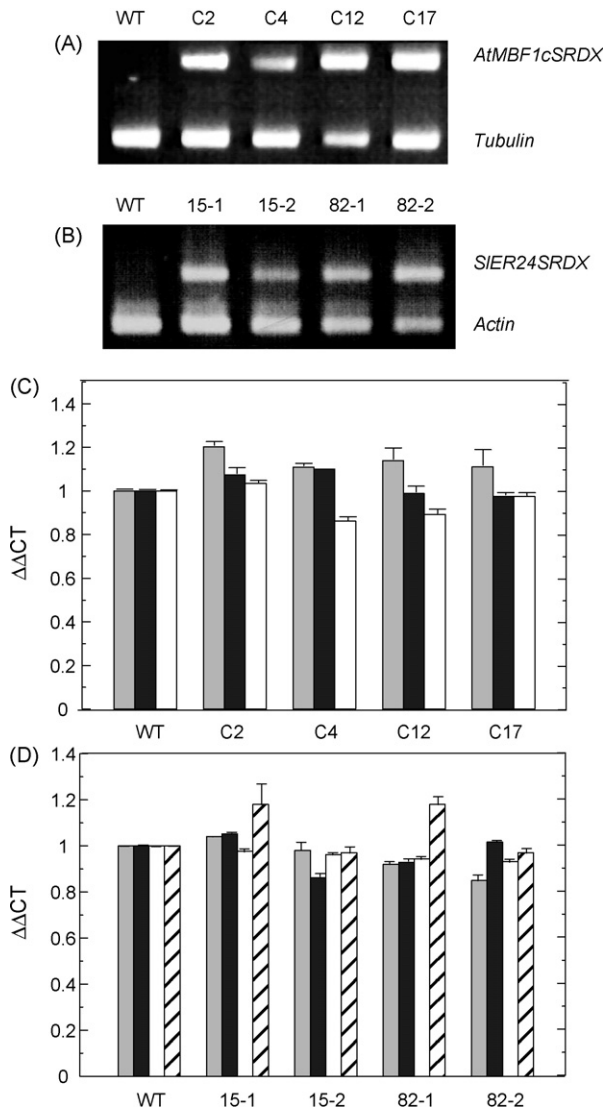 WT C2 C4 C12 C17
(A)
AtMBF1cSRDX
Tubulin
WT 15-1 15-2 82-1 82-2
(B)
SlER24SRDX
Actin
(C)
1.4
1.2
1
0.8
0.6
0.4
0.2
0
ΔΔCT
WT C2 C4 C12 C17
(D)
1.4
1.2
1
0.8
0.6
0.4
0.2
0
ΔΔCT
WT 15-1 15-2 82-1 82-2